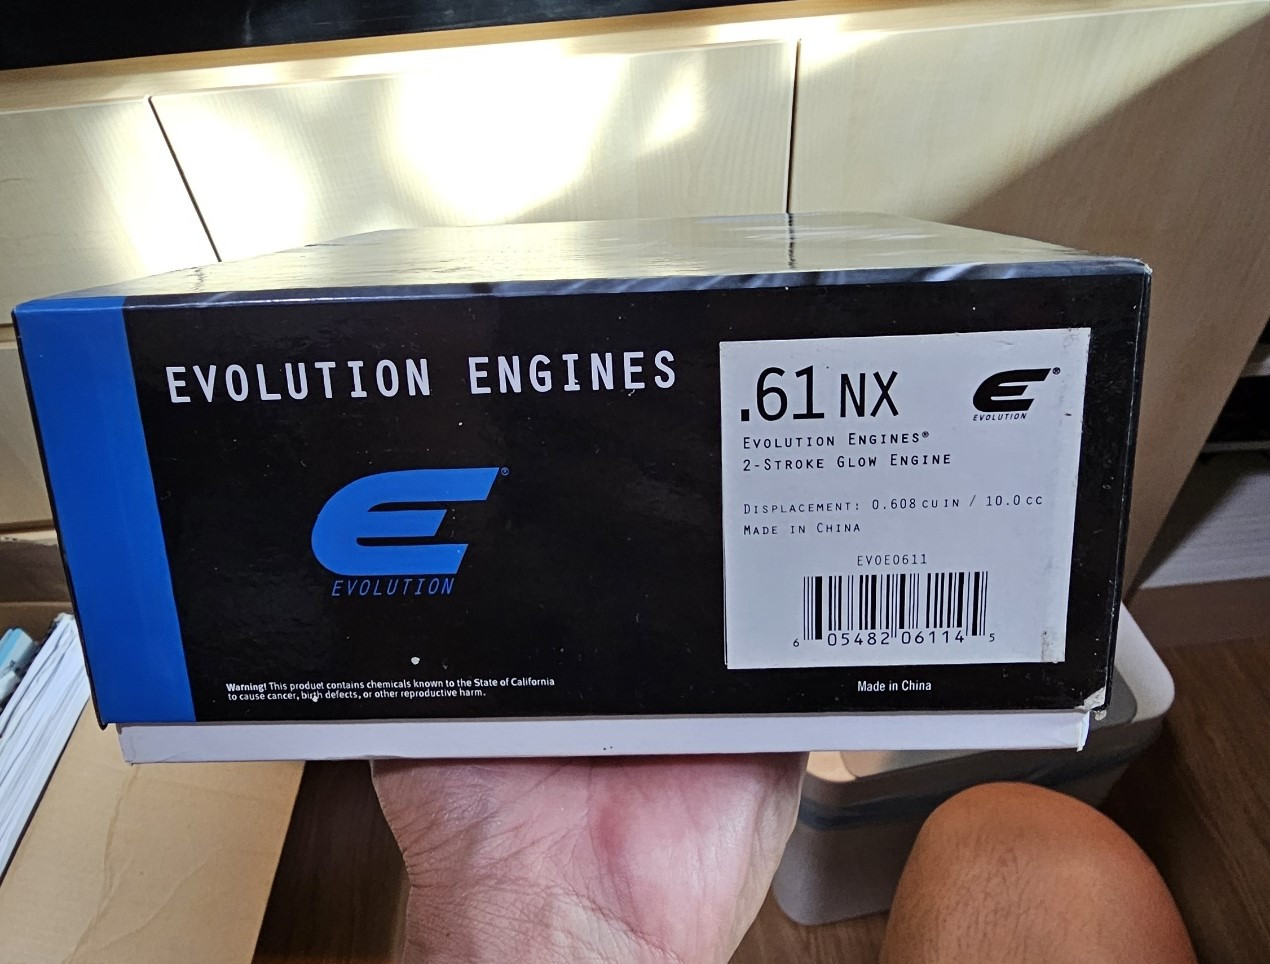 EVOLUTION ENGINES
®
EVOLUTION
Warning! This product contains chemicals known to the State of California
to cause cancer, birth defects, or other reproductive harm.
.61 NX
®
EVOLUTION
EVOLUTION ENGINES®
2-STROKE GLOW ENGINE
DISPLACEMENT: 0.608 CU IN / 10.0 CC
MADE IN CHINA
EVOE0611
6 05482 06114 5
Made in China